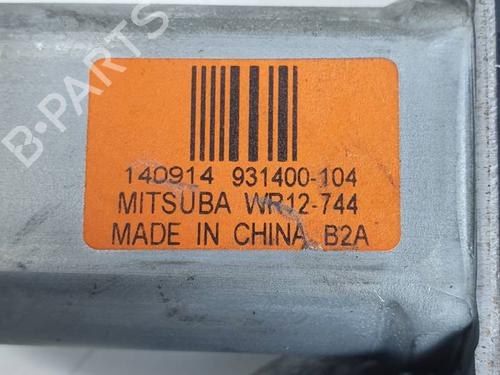 B-PARTS
140914 931400-104
MITSUBA WR12-744
MADE IN CHINA B2A